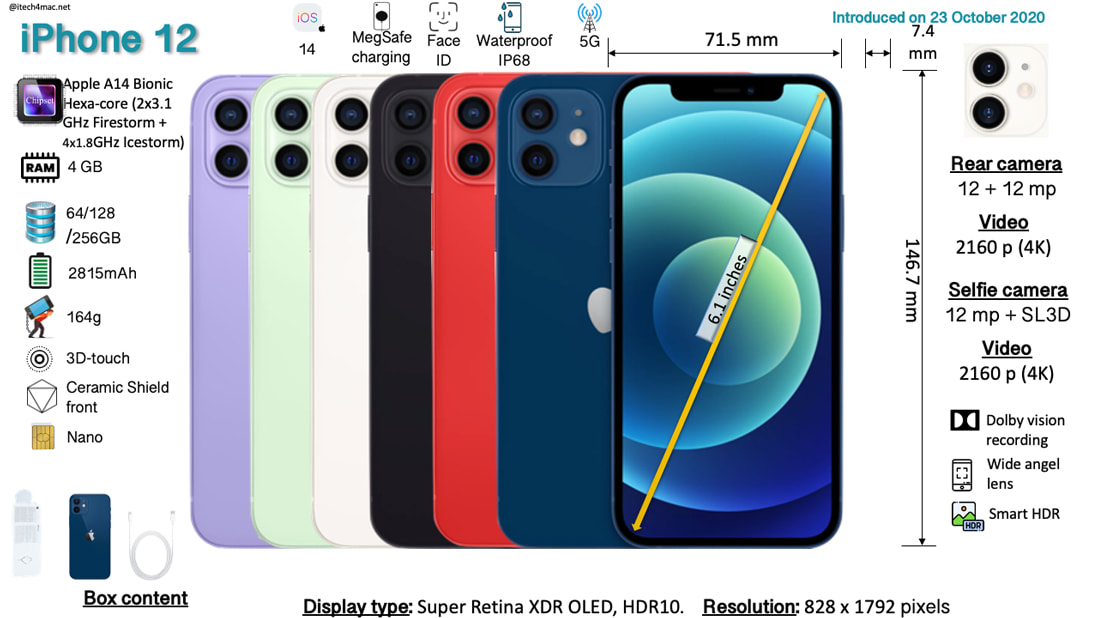 @itech4mac.net
iPhone 12
iOS
14
MegSafe
charging
Face
ID
Waterproof
IP68
5G
Introduced on 23 October 2020
71.5 mm
7.4
mm
Chipset
Apple A14 Bionic
Hexa-core (2x3.1
GHz Firestorm +
4x1.8GHz Icestorm)
RAM
4 GB
64/128
/256GB
2815mAh
164g
3D-touch
Ceramic Shield
front
Nano
6.1 inches
146.7 mm
Rear camera
12 + 12 mp
Video
2160 p (4K)
Selfie camera
12 mp + SL3D
Video
2160 p (4K)
Dolby vision
recording
Wide angel
lens
HDR
Smart HDR
Box content
Display type: Super Retina XDR OLED, HDR10. Resolution: 828 x 1792 pixels